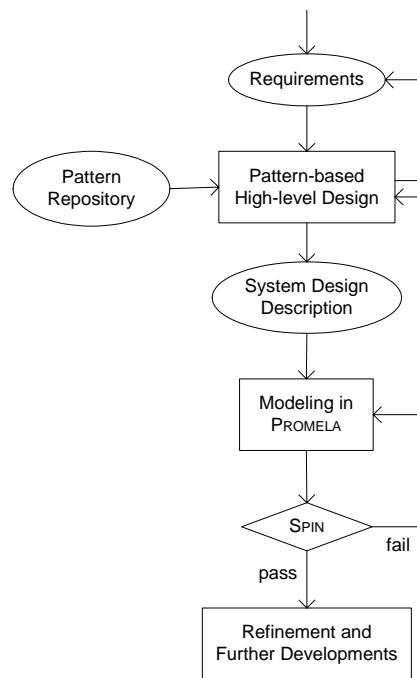 Requirements
Pattern
Repository
Pattern-based
High-level Design
System Design
Description
Modeling in
PROMELA
SPIN
fail
pass
Refinement and
Further Developments